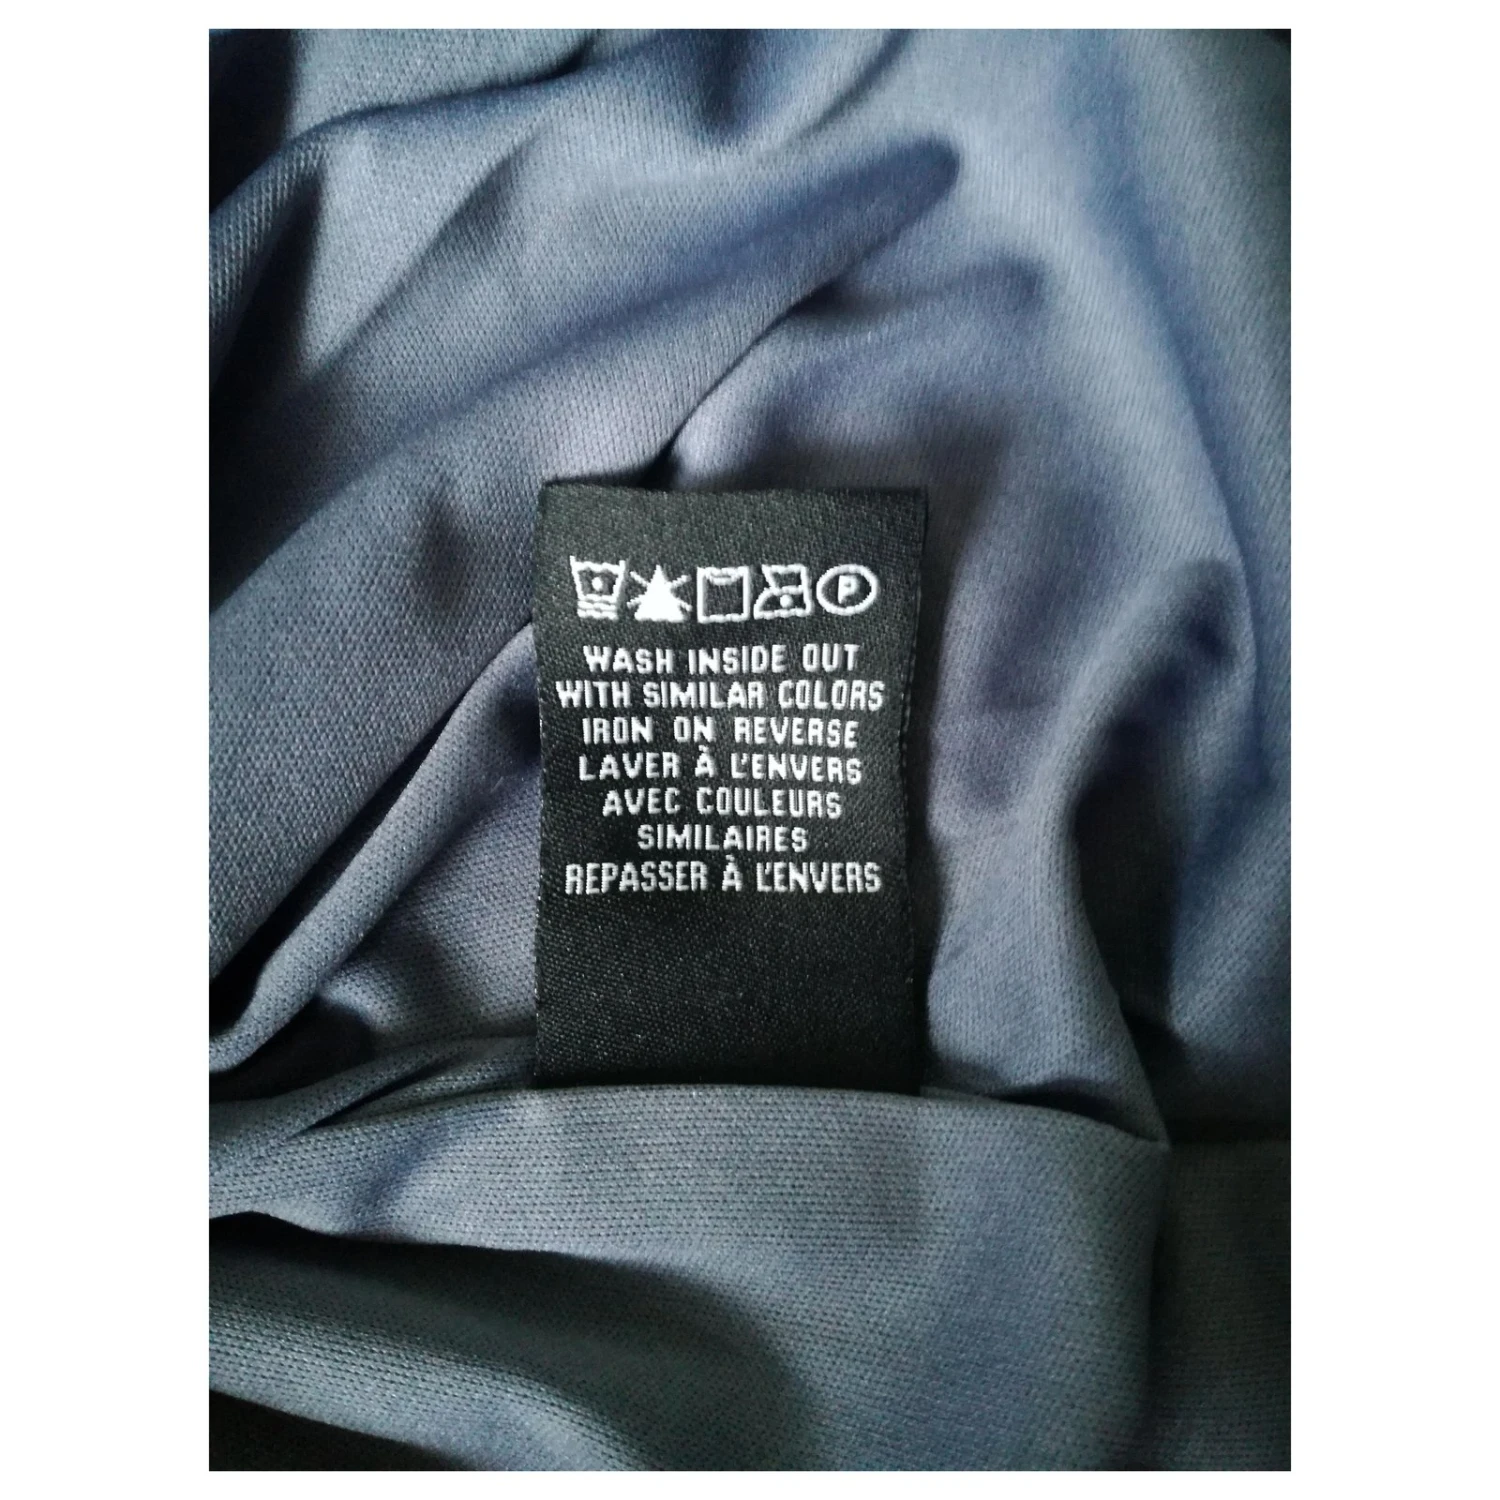 P
WASH INSIDE OUT
WITH SIMILAR COLORS
IRON ON REVERSE
LAVER À L'ENVERS
AVEC COULEURS
SIMILAIRES
REPASSER À L'ENVERS